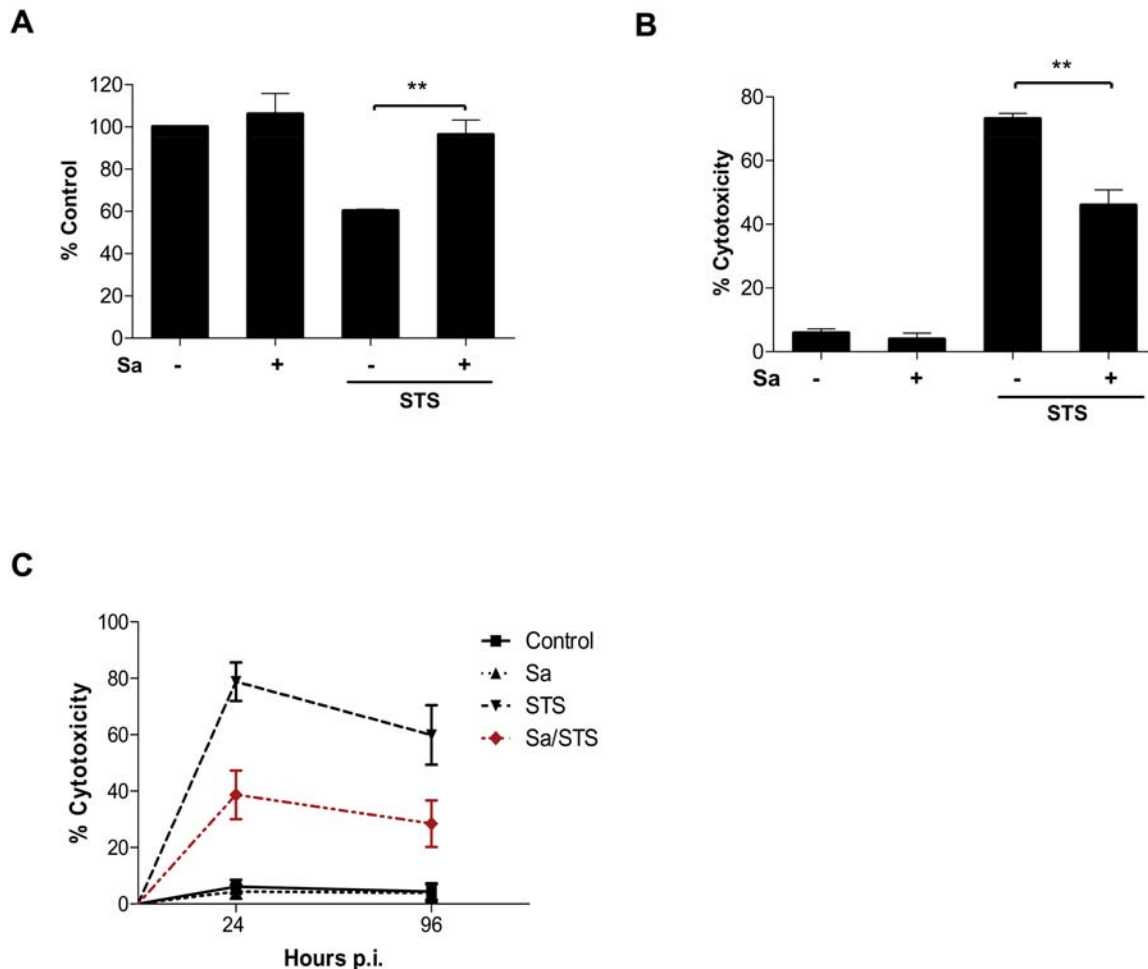 A
% Control
120
100
80
60
40
20
0
**
Sa - + - +
STS
B
% Cytotoxicity
80
60
40
20
0
**
Sa - + - +
STS
C
% Cytotoxicity
100
80
60
40
20
0
24 96
Hours p.i.
Control
Sa
STS
Sa/STS